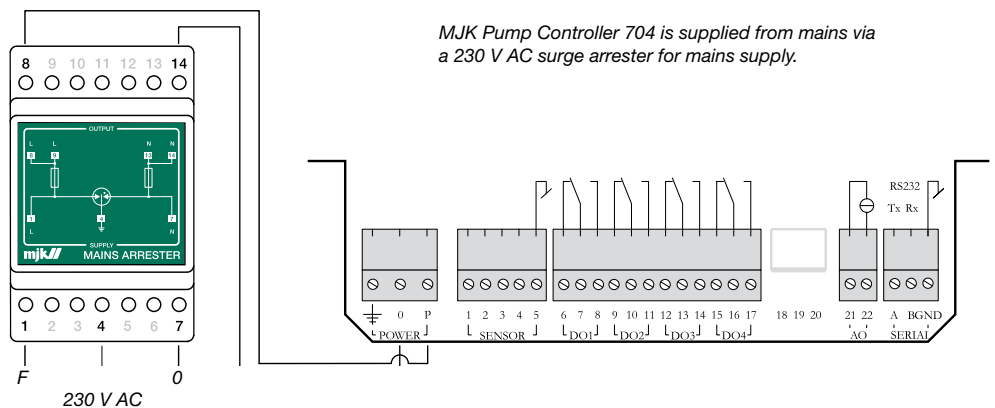 MJK Pump Controller 704 is supplied from mains via
a 230 V AC surge arrester for mains supply.
8 9 10 11 12 13 14
OUTPUT
L L N N
8 9 13 14
1 4 7
L N
SUPPLY
mjk MAINS ARRESTER
1 2 3 4 5 6 7
F 0
230 V AC
RS232
Tx Rx
0 P 1 2 3 4 5 6 7 8 9 10 11 12 13 14 15 16 17 18 19 20 21 22 A BGND
POWER SENSOR DO1 DO2 DO3 DO4 AO SERIAL